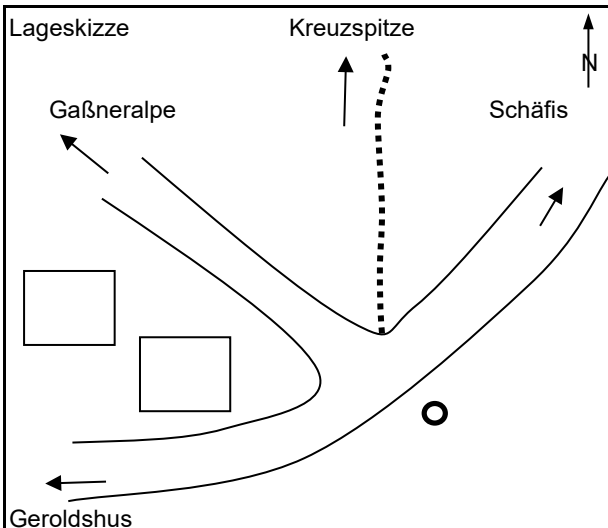 Lageskizze
Kreuzspitze
N
Gaßneralpe
Schäfis
Geroldshus